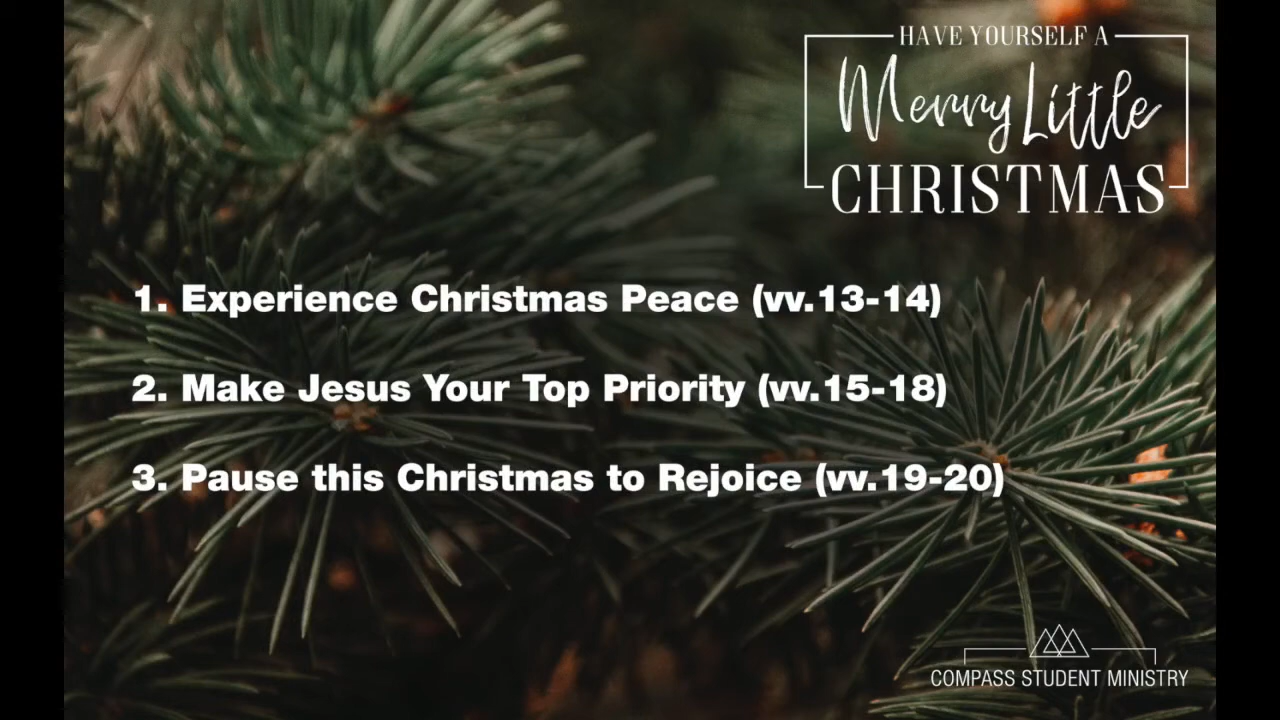 HAVE YOURSELF A
Merry Little
CHRISTMAS
1. Experience Christmas Peace (vv.13-14)
2. Make Jesus Your Top Priority (vv.15-18)
3. Pause this Christmas to Rejoice (vv.19-20)
COMPASS STUDENT MINISTRY